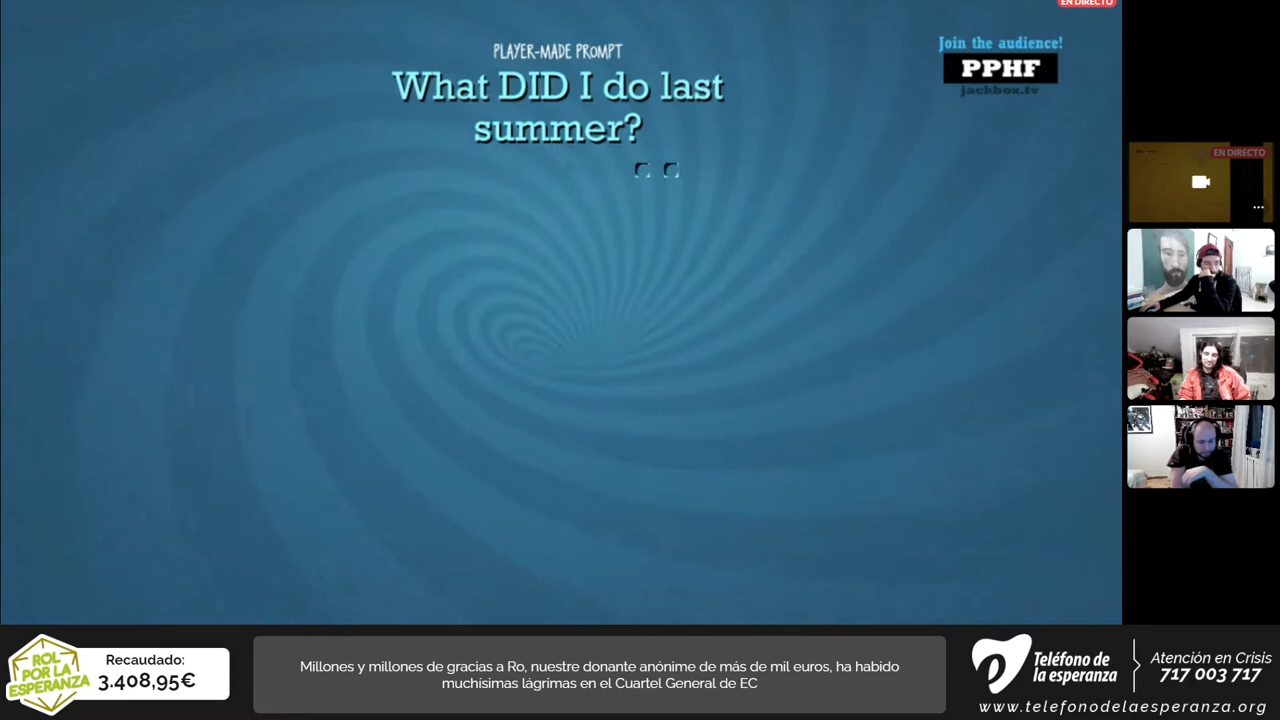 EN DIRECTO
PLAYER-MADE PROMPT
What DID I do last
summer?
Join the audience!
PPHF
jackbox.tv
EN DIRECTO
ROL
POR LA
ESPERANZA
Recaudado:
3.408,95€
Millones y millones de gracias a Ro, nuestre donante anónime de más de mil euros, ha habido
muchísimas lágrimas en el Cuartel General de EC
Teléfono de
la esperanza
Atención en Crisis
717 003 717
www.telefonodelaesperanza.org